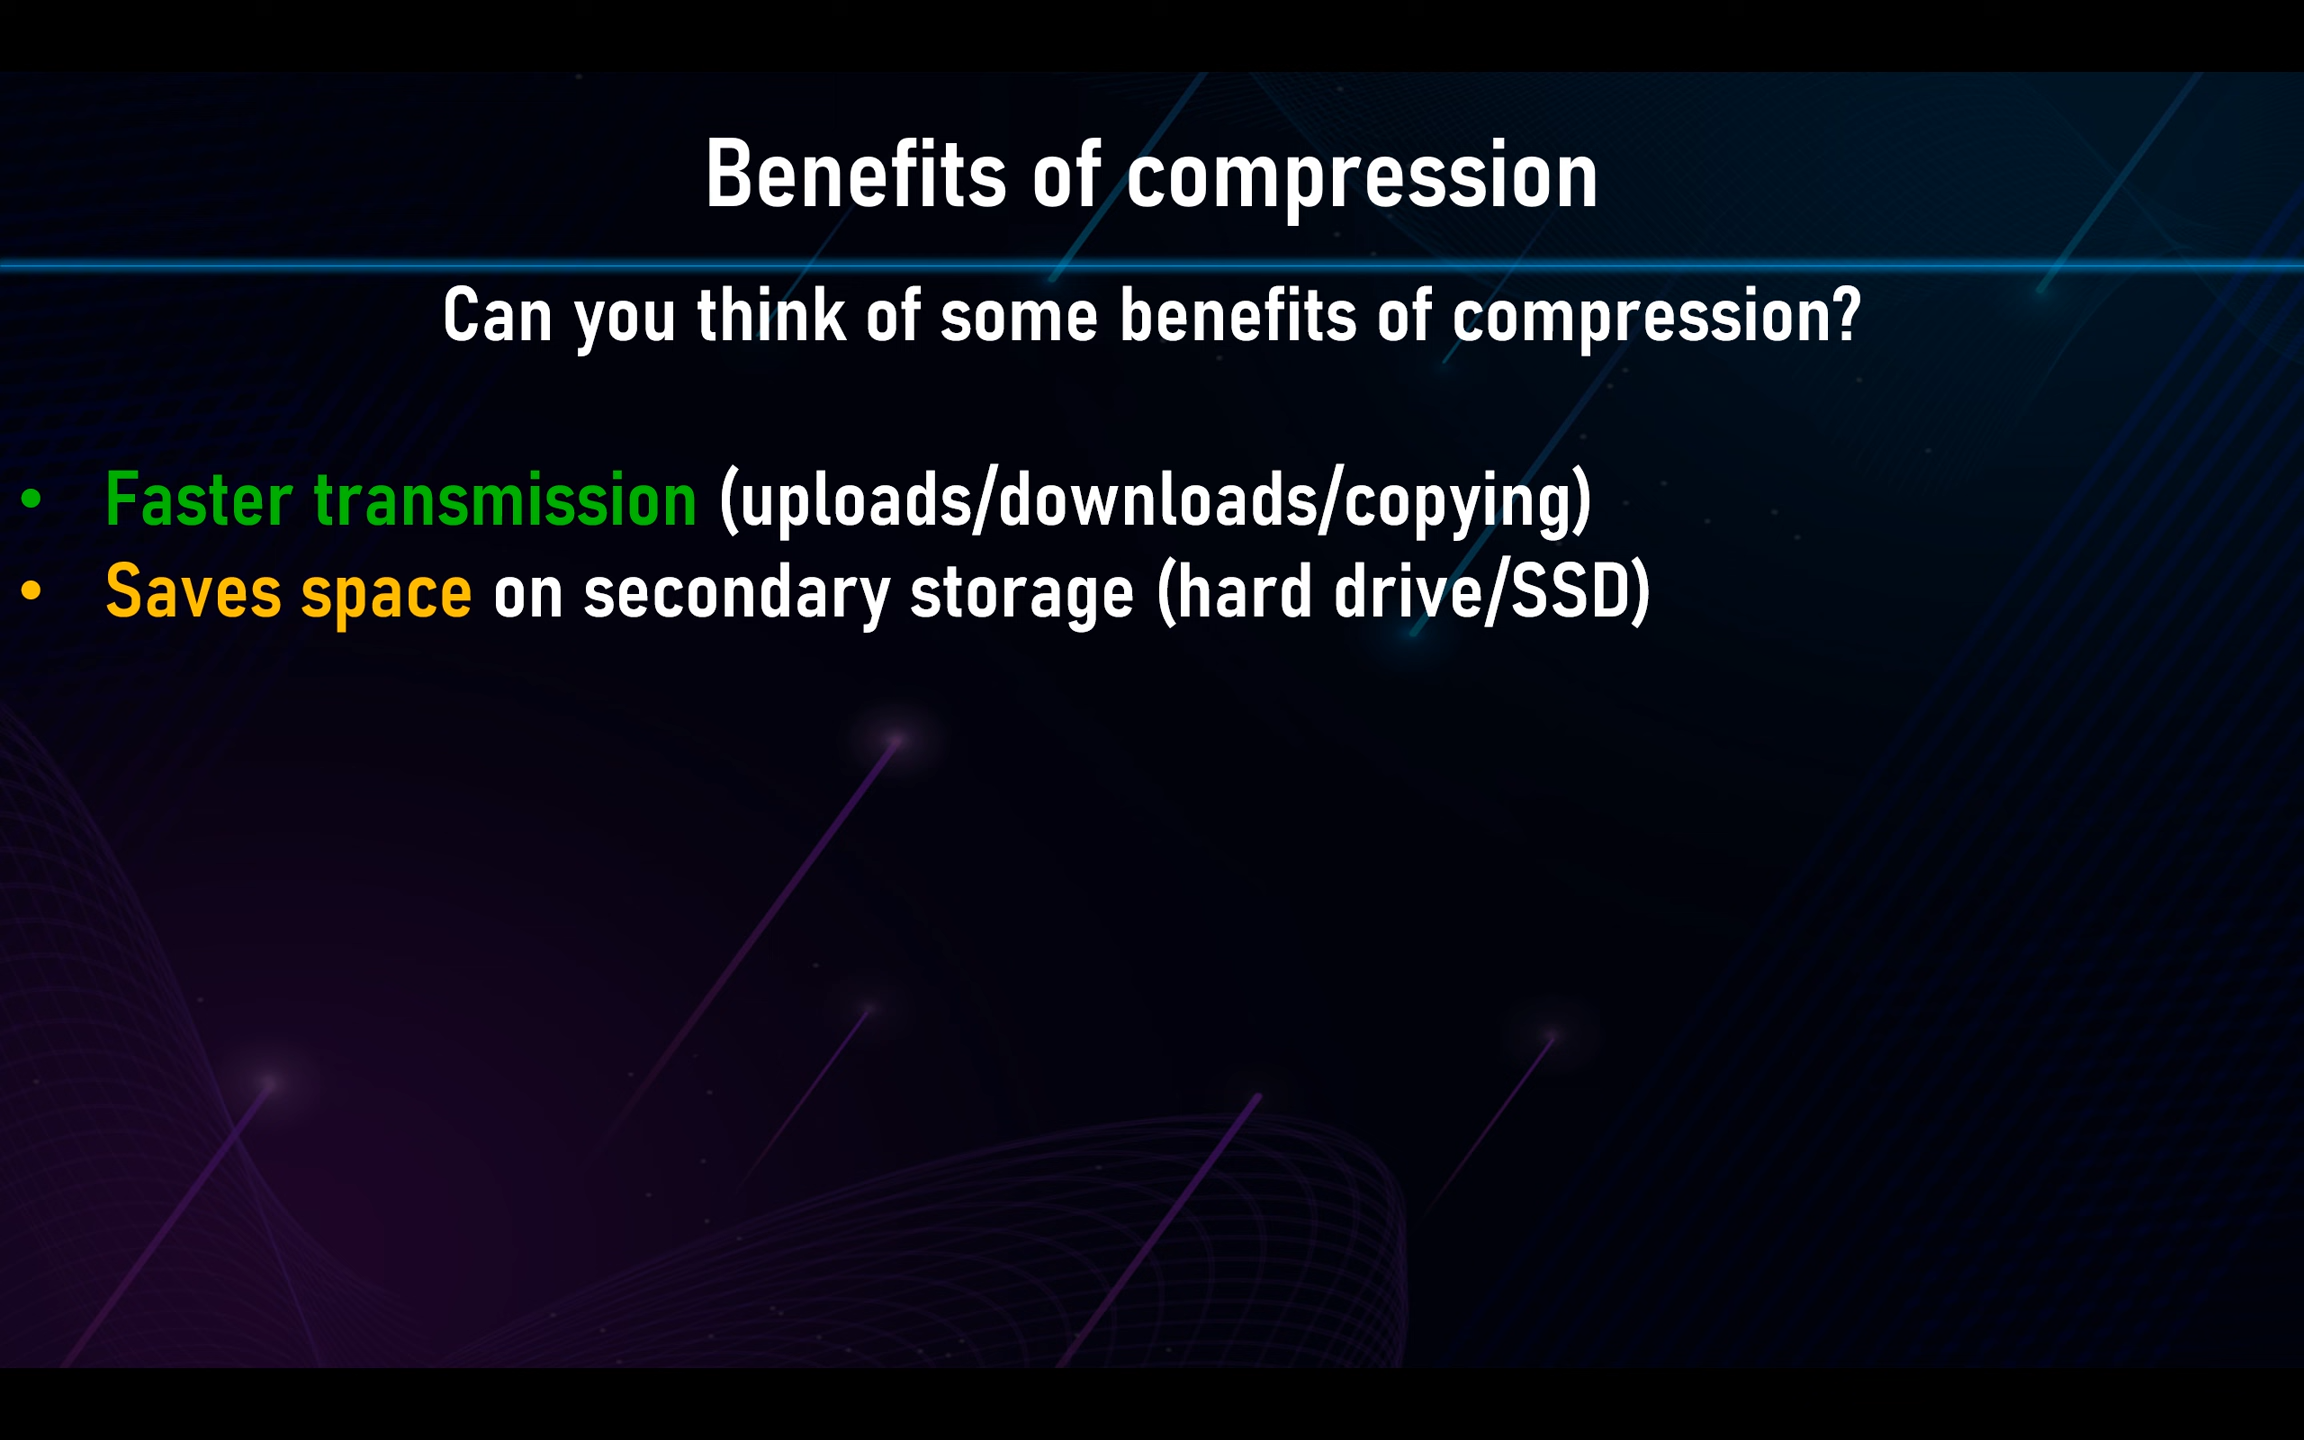 Benefits of compression
Can you think of some benefits of compression?
• Faster transmission (uploads/downloads/copying)
• Saves space on secondary storage (hard drive/SSD)